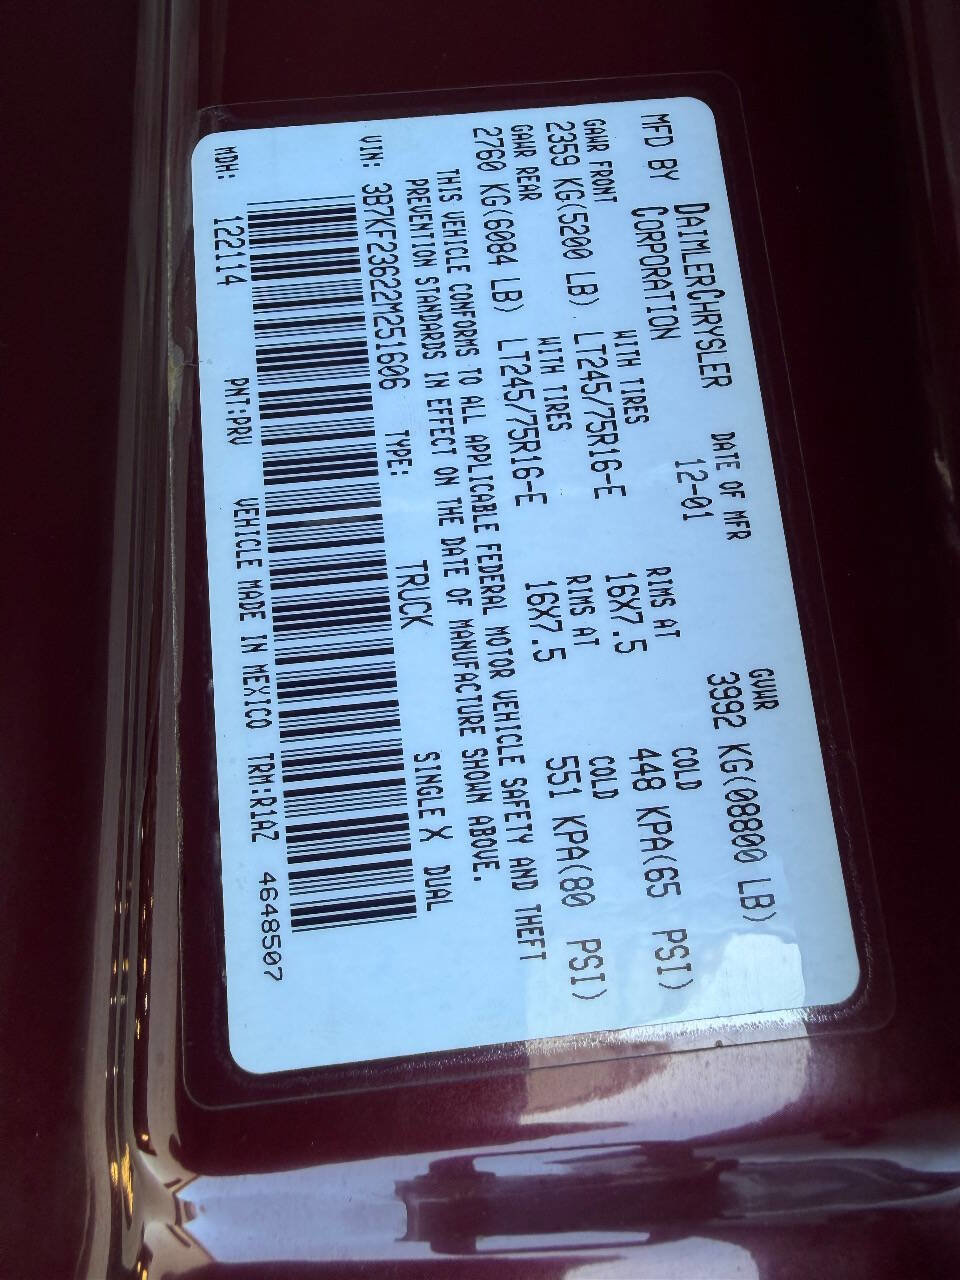 MFD BY DAIMLERCHRYSLER CORPORATION DATE OF MFR 12-01 GVWR 3992 KG(08800 LB)
GAWR FRONT WITH TIRES RIMS AT COLD
2359 KG(5200 LB) LT245/75R16-E 16X7.5 448 KPA(65 PSI)
GAWR REAR WITH TIRES RIMS AT COLD
2760 KG(6084 LB) LT245/75R16-E 16X7.5 551 KPA(80 PSI)
THIS VEHICLE CONFORMS TO ALL APPLICABLE FEDERAL MOTOR VEHICLE SAFETY AND THEFT
PREVENTION STANDARDS IN EFFECT ON THE DATE OF MANUFACTURE SHOWN ABOVE.
VIN: 3B7KF23622M251606 TYPE: TRUCK SINGLE X DUAL
MDH: 122114 PNT:PRV VEHICLE MADE IN MEXICO TRM:R1AZ 4648507